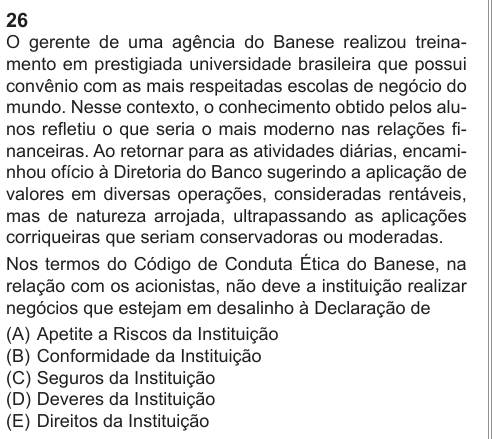 26
O gerente de uma agência do Banese realizou treina-
mento em prestigiada universidade brasileira que possui
convênio com as mais respeitadas escolas de negócio do
mundo. Nesse contexto, o conhecimento obtido pelos alu-
nos refletiu o que seria o mais moderno nas relações fi-
nanceiras. Ao retornar para as atividades diárias, encami-
nhou ofício à Diretoria do Banco sugerindo a aplicação de
valores em diversas operações, consideradas rentáveis,
mas de natureza arrojada, ultrapassando as aplicações
corriqueiras que seriam conservadoras ou moderadas.
Nos termos do Código de Conduta Ética do Banese, na
relação com os acionistas, não deve a instituição realizar
negócios que estejam em desalinho à Declaração de
(A) Apetite a Riscos da Instituição
(B) Conformidade da Instituição
(C) Seguros da Instituição
(D) Deveres da Instituição
(E) Direitos da Instituição